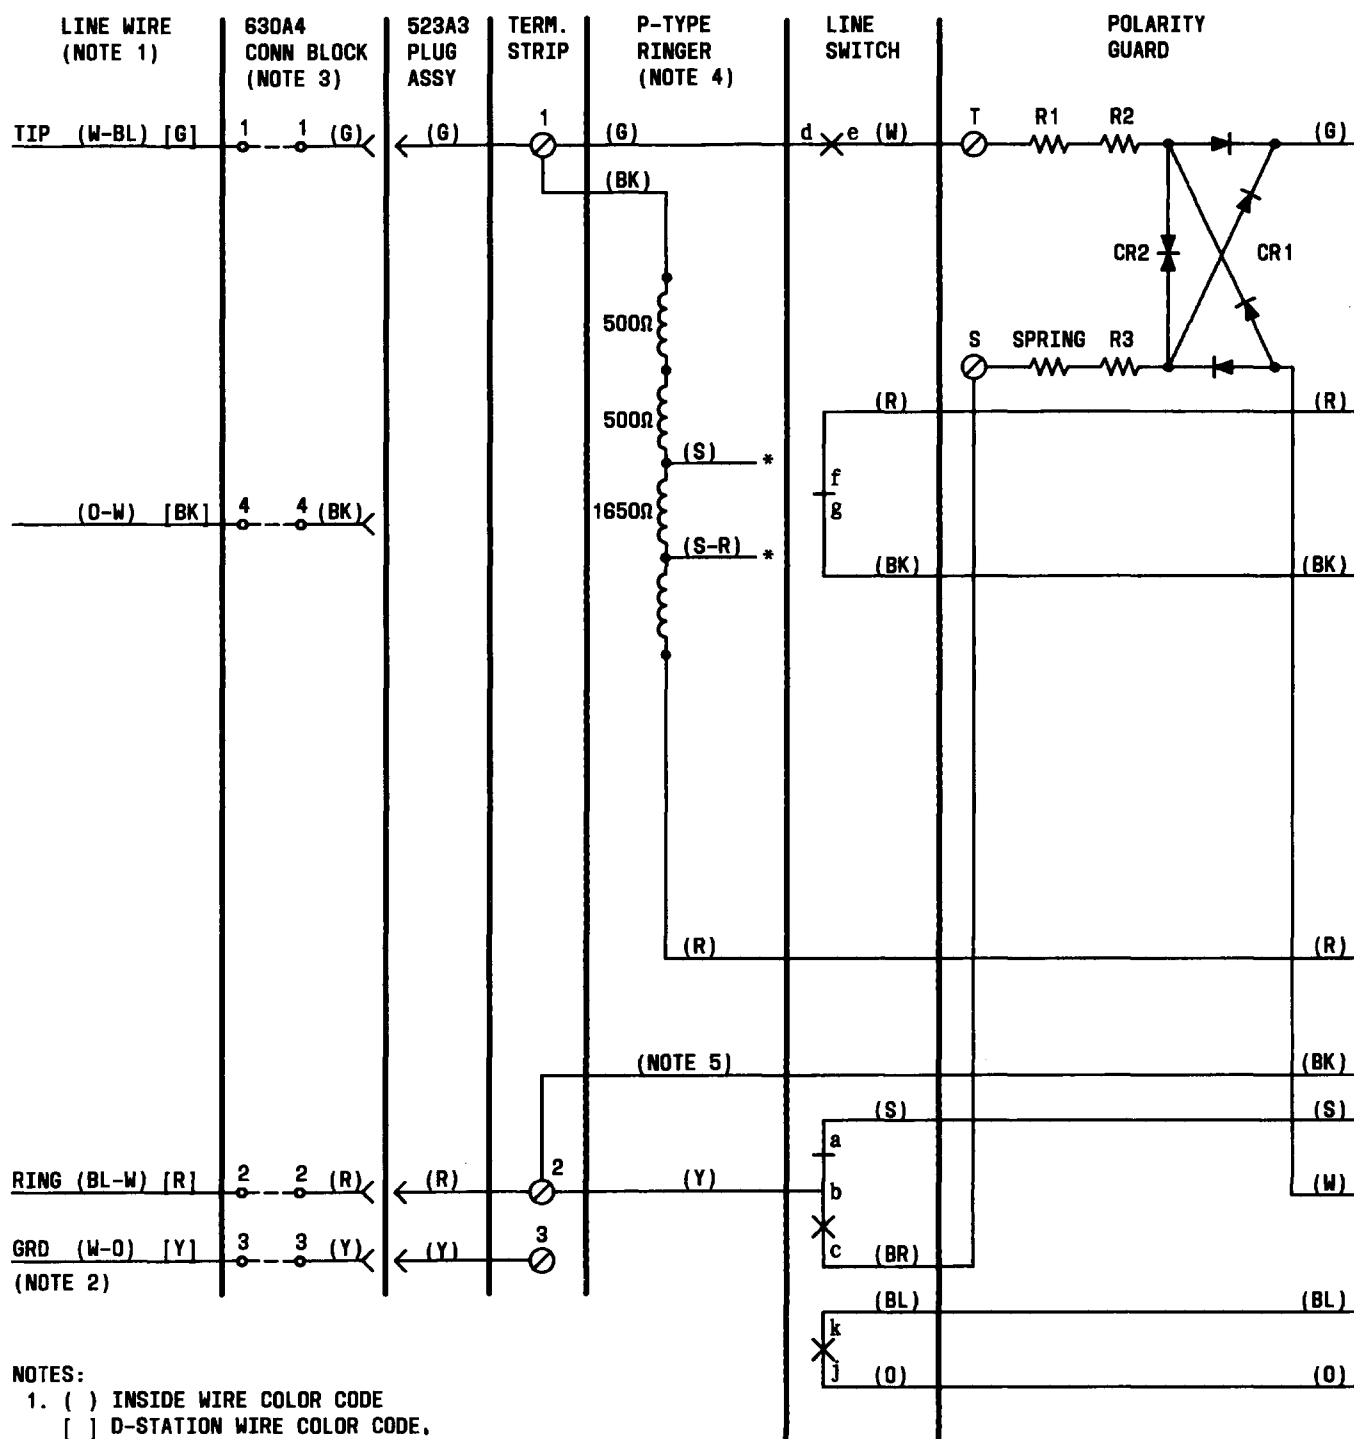 LINE WIRE
(NOTE 1)
630A4
CONN BLOCK
(NOTE 3)
523A3
PLUG
ASSY
TERM.
STRIP
P-TYPE
RINGER
(NOTE 4)
LINE
SWITCH
POLARITY
GUARD
TIP (W-BL) [G] 1 1 (G) (G) 1 (G) d e (W) T R1 R2 (G)
(BK)
CR2 CR1
500Ω
S SPRING R3
(R) (R)
500Ω
(S) *
f
(O-W) [BK] 4 4 (BK) 1650Ω g
(S-R) *
(BK) (BK)
(R) (R)
(NOTE 5) (BK)
(S) (S)
a
RING (BL-W) [R] 2 2 (R) (R) 2 (Y) b (W)
GRD (W-O) [Y] 3 3 (Y) (Y) 3 c (BR)
(NOTE 2)
(BL) (BL)
k
j (O) (O)
NOTES:
1. ( ) INSIDE WIRE COLOR CODE
[ ] D-STATION WIRE COLOR CODE.